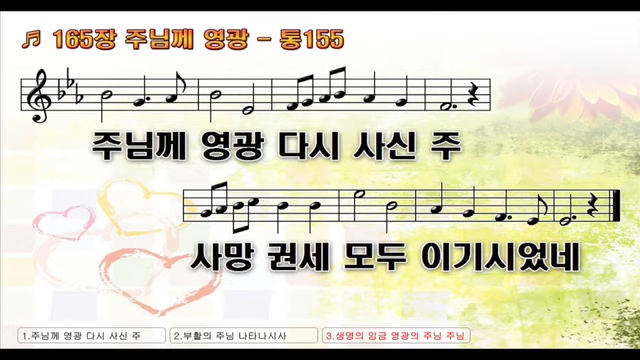 165장 주님께 영광 - 통155
주님께 영광 다시 사신 주
사망 권세 모두 이기시었네
1.주님께 영광 다시 사신 주
2.부활의 주님 나타나시사
3.생명의 임금 영광의 주님 주님